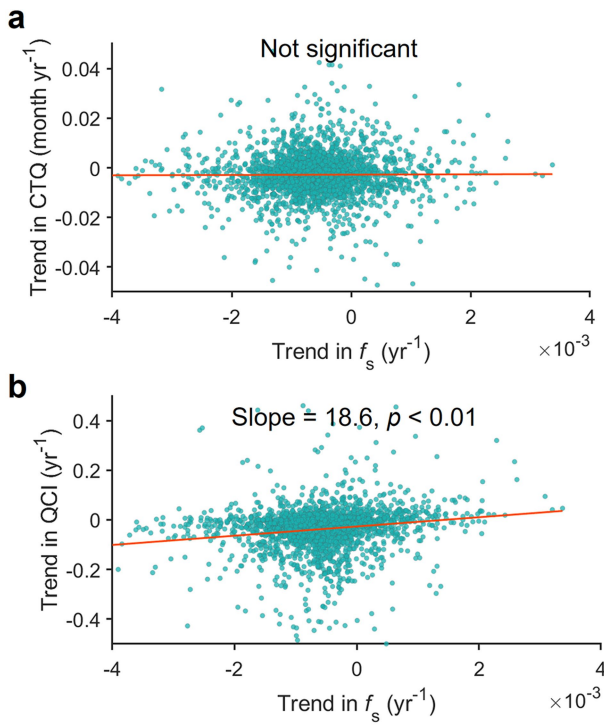 a
Not significant
Trend in CTQ (month yr⁻¹)
0.04
0.02
0
-0.02
-0.04
-4 -2 0 2 4
Trend in fₛ (yr⁻¹)
×10⁻³
b
Slope = 18.6, p < 0.01
Trend in QCI (yr⁻¹)
0.4
0.2
0
-0.2
-0.4
-4 -2 0 2 4
Trend in fₛ (yr⁻¹)
×10⁻³